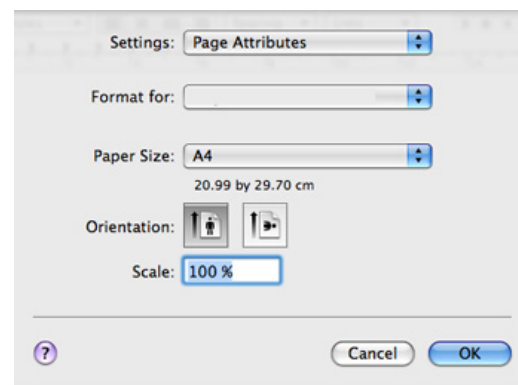 Settings: Page Attributes
Format for:
Paper Size: A4
20.99 by 29.70 cm
Orientation:
Scale: 100 %
? Cancel OK